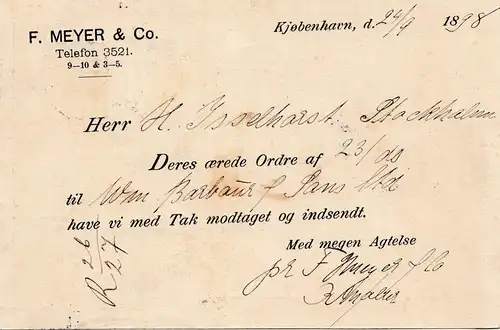 F. MEYER & Co.
Telefon 3521.
9–10 & 3–5.
Kjøbenhavn, d. 24/9 1898
Herr H. Isselhorst. Stockholm
Deres ærede Ordre af 23/do
til Wm Barbour & Sons Ltd
have vi med Tak modtaget og indsendt.
Med megen Agtelse
pr F Meyer & Co
R 26
27